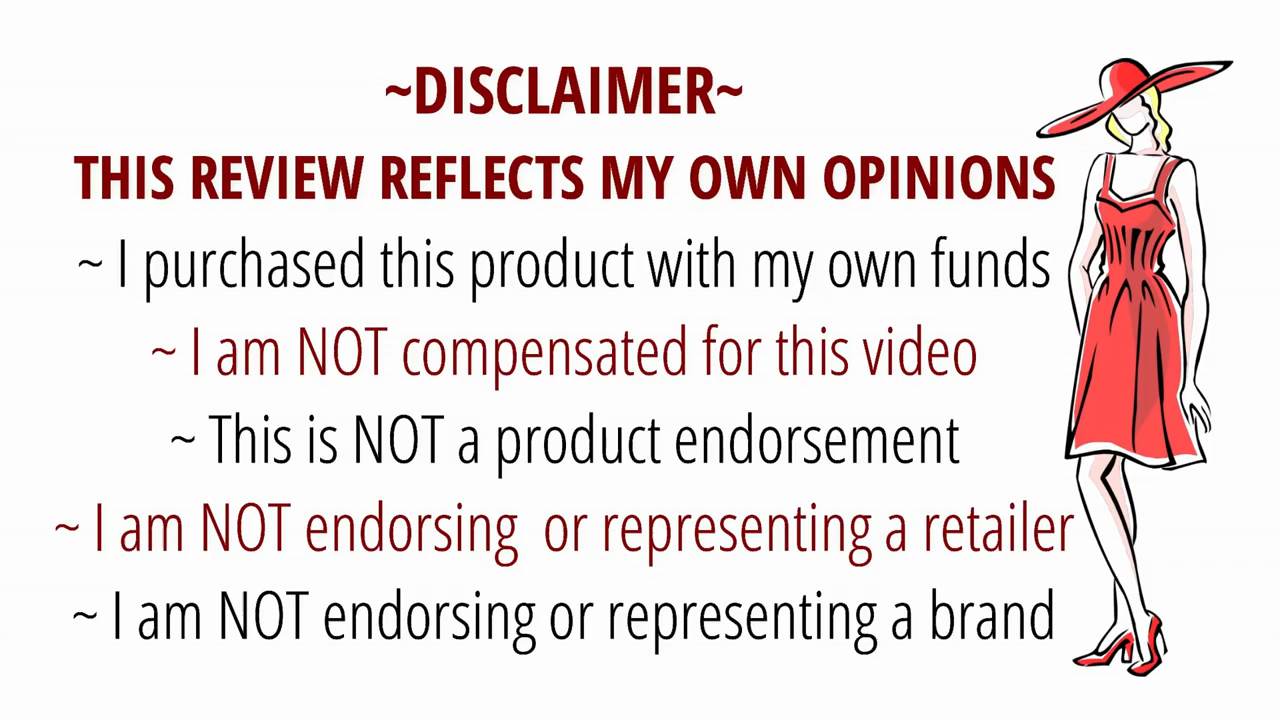 ~DISCLAIMER~
THIS REVIEW REFLECTS MY OWN OPINIONS
~ I purchased this product with my own funds
~ I am NOT compensated for this video
~ This is NOT a product endorsement
~ I am NOT endorsing  or representing a retailer
~ I am NOT endorsing or representing a brand